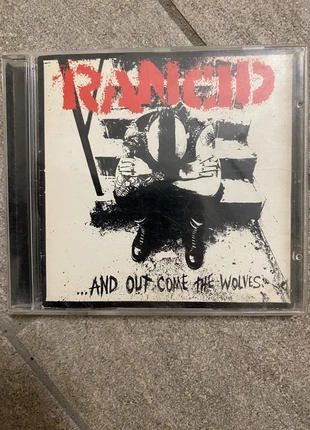 RANCID
...AND OUT COME THE WOLVES